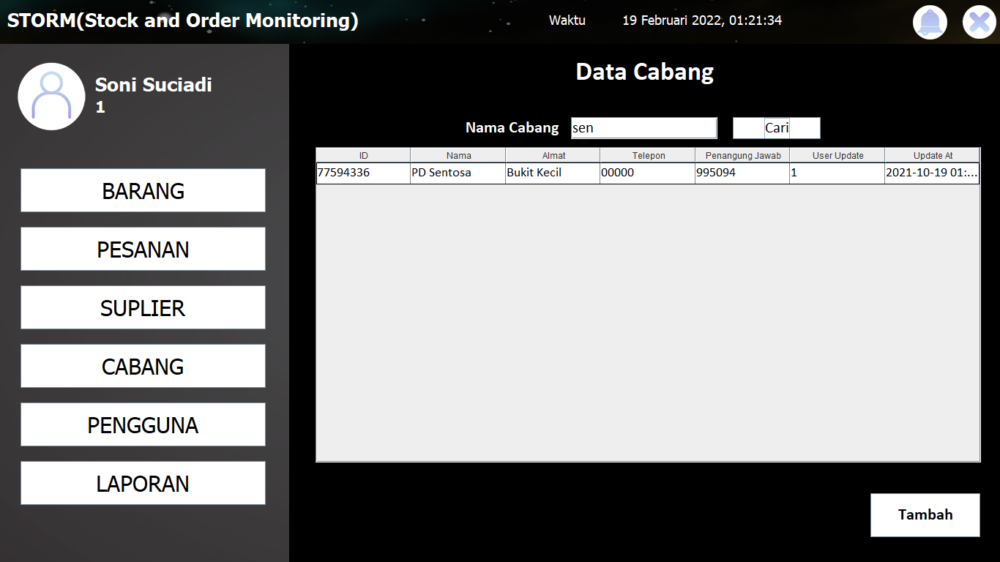 STORM(Stock and Order Monitoring) Waktu 19 Februari 2022, 01:21:34
Soni Suciadi
1
BARANG
PESANAN
SUPLIER
CABANG
PENGGUNA
LAPORAN
Data Cabang
Nama Cabang sen Cari
ID Nama Almat Telepon Penangung Jawab User Update Update At
77594336 PD Sentosa Bukit Kecil 00000 995094 1 2021-10-19 01:...
Tambah